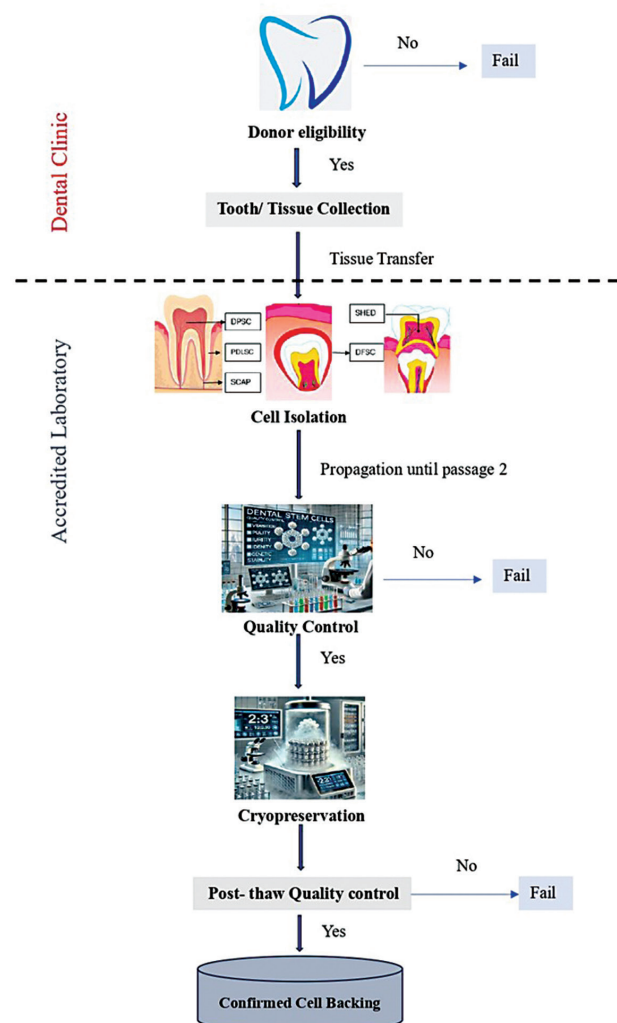 No
Fail
Donor eligibility
Dental Clinic
Yes
Tooth/ Tissue Collection
Tissue Transfer
DPSC
PDLSC
SCAP
SHED
DFSC
Cell Isolation
Accredited Laboratory
Propagation until passage 2
DENTAL STEM CELLS
No
Fail
Quality Control
Yes
2:3
Cryopreservation
Post- thaw Quality control
No
Fail
Yes
Confirmed Cell Backing